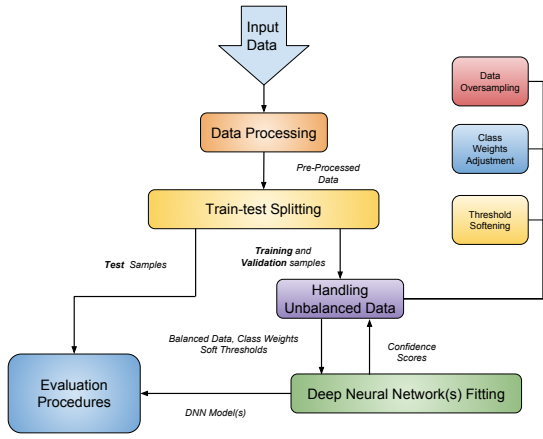 Input
Data
Data Processing
Pre-Processed
Data
Train-test Splitting
Test Samples
Training and
Validation samples
Handling
Unbalanced Data
Data
Oversampling
Class
Weights
Adjustment
Threshold
Softening
Balanced Data, Class Weights
Soft Thresholds
Confidence
Scores
Evaluation
Procedures
DNN Model(s)
Deep Neural Network(s) Fitting